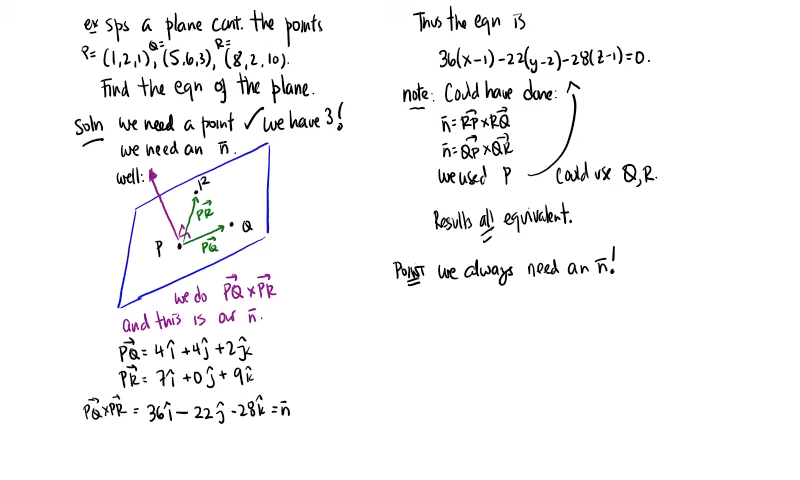 ex sps a plane cont. the points
P= (1,2,1), Q= (5,6,3), R= (8,2,10).
Find the eqn of the plane.
Soln we need a point ✓ we have 3!
we need an n̄.
well:
R
PR⃗
Q
P
PQ⃗
we do PQ⃗ × PR⃗
and this is our n̄.
PQ⃗ = 4î + 4ĵ + 2k̂
PR⃗ = 7î + 0ĵ + 9k̂
PQ⃗ × PR⃗ = 36î − 22ĵ − 28k̂ = n̄
Thus the eqn is
36(x−1) − 22(y−2) − 28(z−1) = 0.
note: Could have done:
n̄ = RP⃗ × RQ⃗
n̄ = QP⃗ × QR⃗
we used P Could use Q, R.
Results all equivalent.
POINT we always need an n̄!